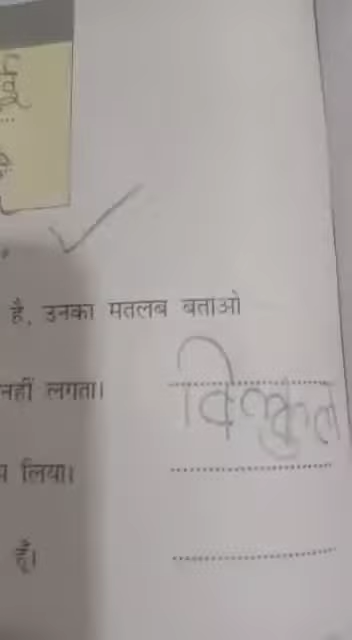 है, उनका मतलब बताओ
नहीं लगता। विल्कुल
लिया।
हूँ।